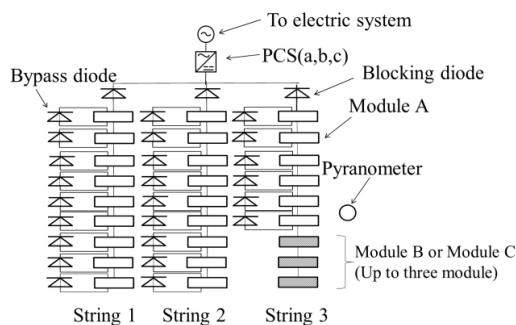 To electric system
PCS(a,b,c)
Bypass diode
Blocking diode
Module A
Pyranometer
Module B or Module C
(Up to three module)
String 1 String 2 String 3